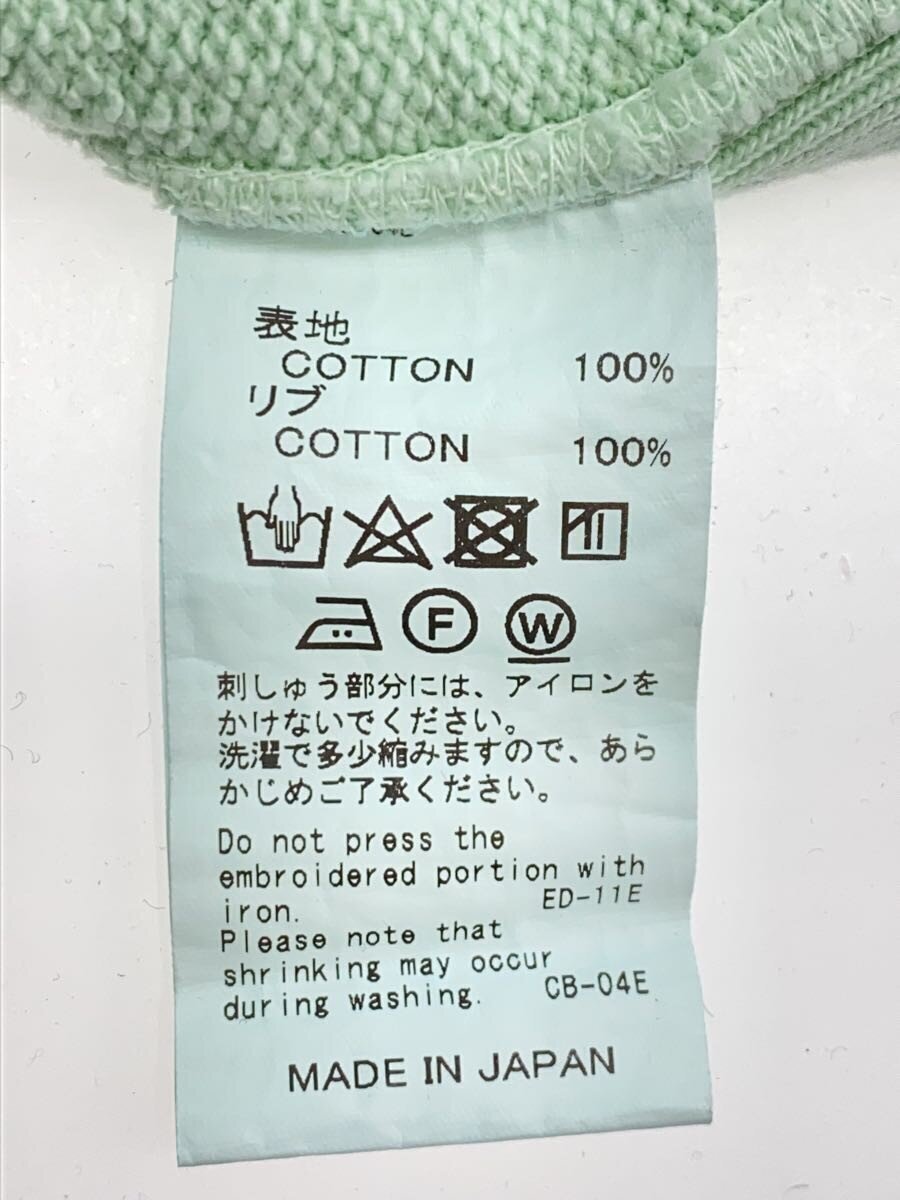 表地
COTTON 100%
リブ
COTTON 100%
F W
刺しゅう部分には、アイロンを
かけないでください。
洗濯で多少縮みますので、あら
かじめご了承ください。
Do not press the
embroidered portion with
iron. ED-11E
Please note that
shrinking may occur
during washing. CB-04E
MADE IN JAPAN